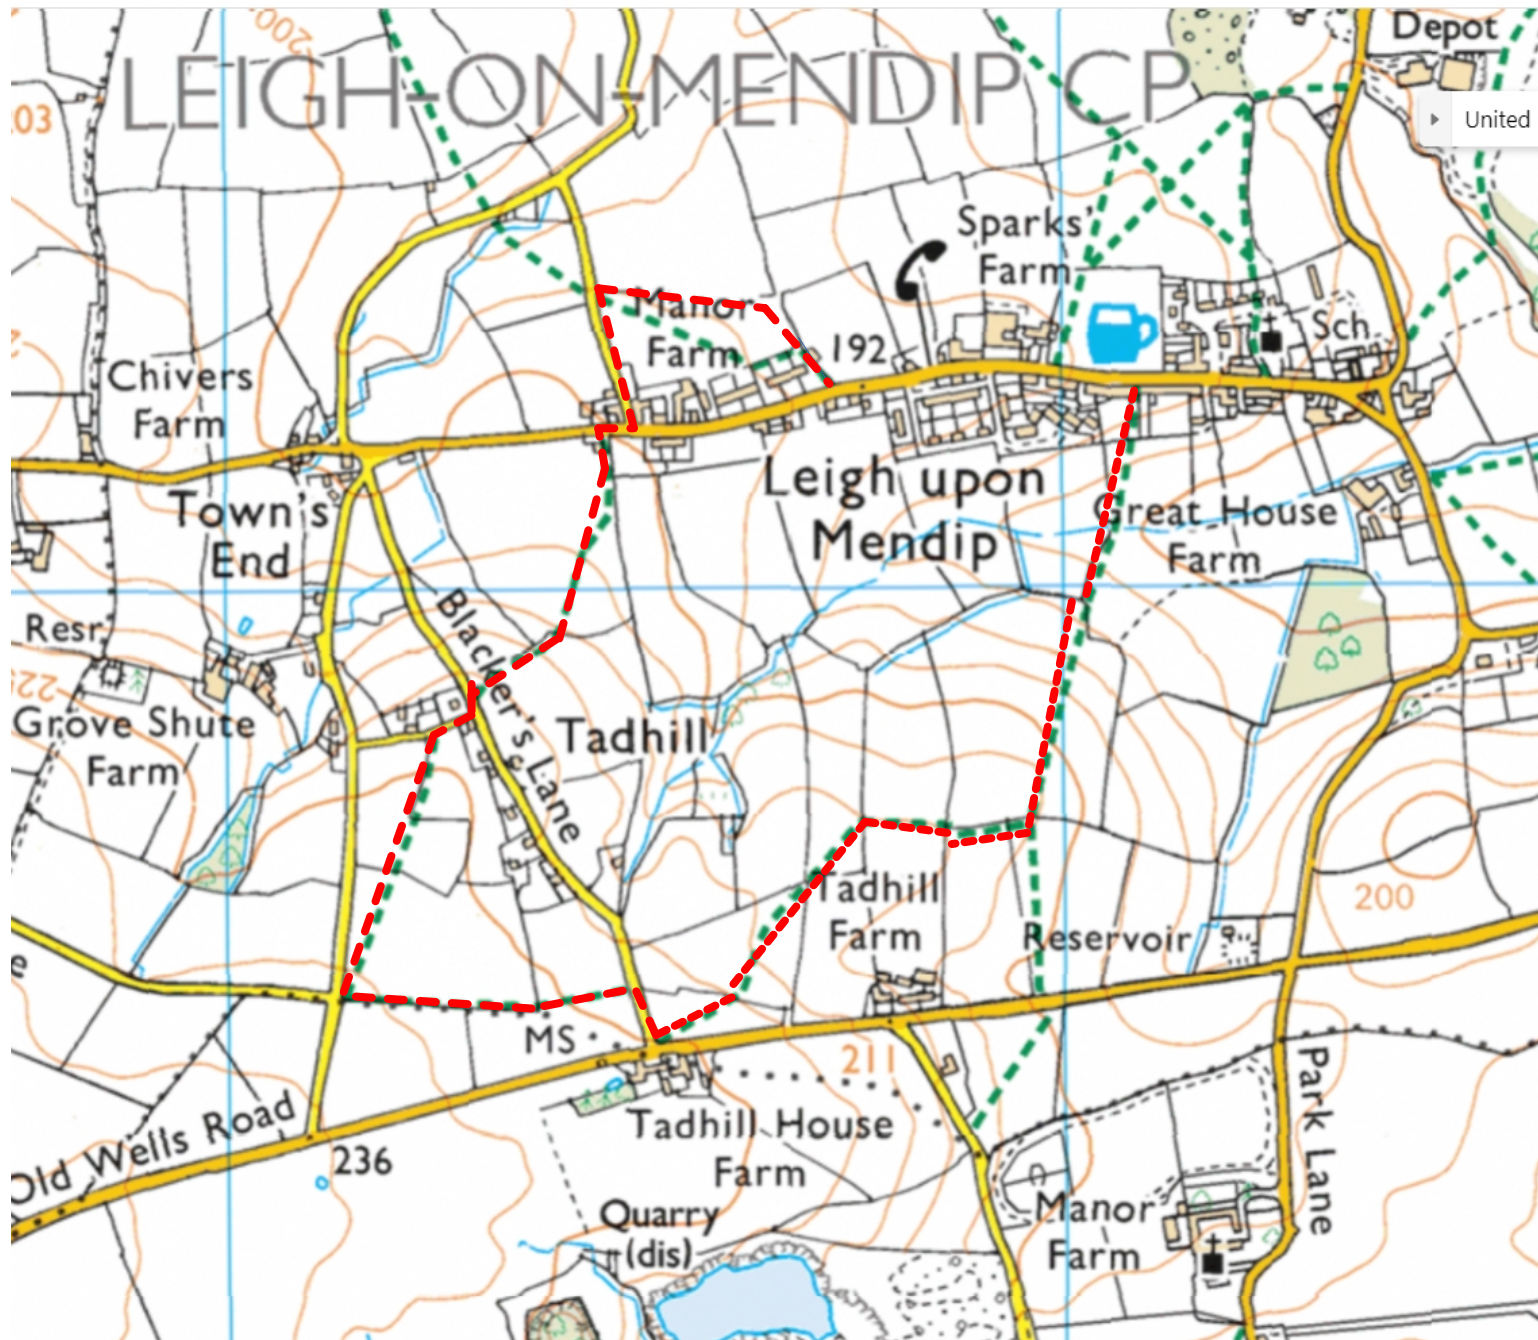 Depot
LEIGH-ON-MENDIP CP
200
03
United
Sparks'
Farm
Manor
Farm
192
Sch
Chivers
Farm
Leigh upon
Mendip
Great House
Farm
Town's
End
Blacker's Lane
Resr
225
Grove Shute
Farm
Tadhill
Tadhill
Farm
200
Reservoir
e
MS
211
Park Lane
Old Wells Road
Tadhill House
Farm
236
Manor
Farm
Quarry
(dis)